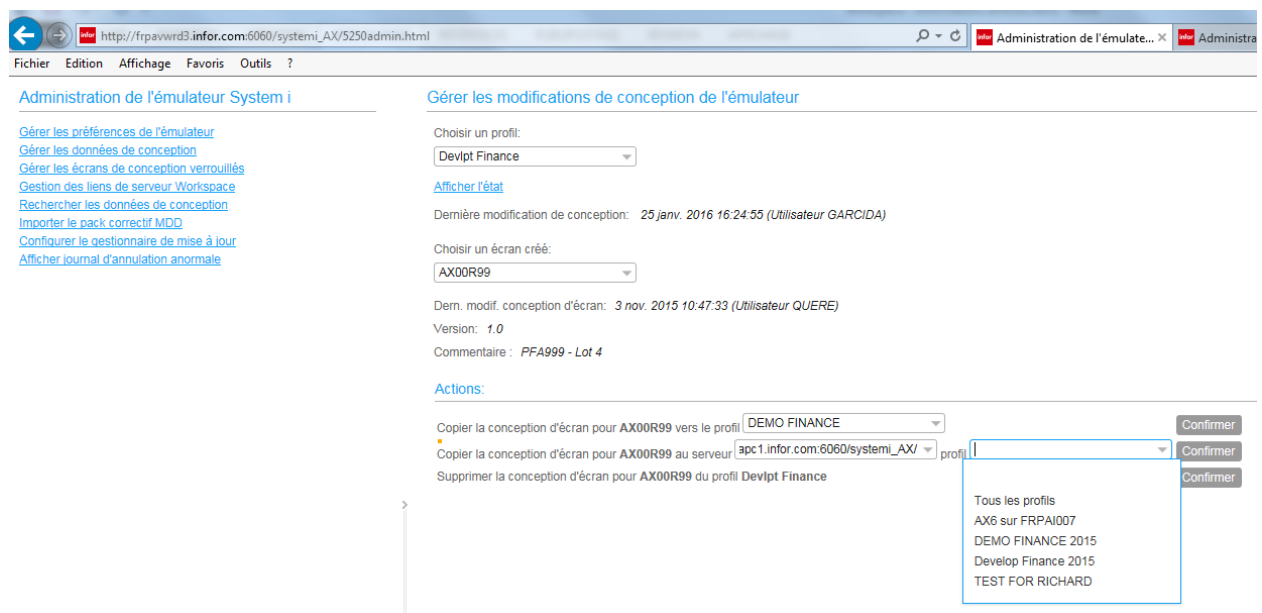 infor http://frpavwrd3.infor.com:6060/systemi_AX/5250admin.html
infor Administration de l'émulate... ×
infor Administra
Fichier Edition Affichage Favoris Outils ?
Administration de l'émulateur System i
Gérer les préférences de l'émulateur
Gérer les données de conception
Gérer les écrans de conception verrouillés
Gestion des liens de serveur Workspace
Rechercher les données de conception
Importer le pack correctif MDD
Configurer le gestionnaire de mise à jour
Afficher journal d'annulation anormale
Gérer les modifications de conception de l'émulateur
Choisir un profil:
Devlpt Finance
Afficher l'état
Dernière modification de conception: 25 janv. 2016 16:24:55 (Utilisateur GARCIDA)
Choisir un écran créé:
AX00R99
Dern. modif. conception d'écran: 3 nov. 2015 10:47:33 (Utilisateur QUERE)
Version: 1.0
Commentaire : PFA999 - Lot 4
Actions:
Copier la conception d'écran pour AX00R99 vers le profil DEMO FINANCE Confirmer
Copier la conception d'écran pour AX00R99 au serveur apc1.infor.com:6060/systemi_AX/ profil Confirmer
Supprimer la conception d'écran pour AX00R99 du profil Devlpt Finance Confirmer
Tous les profils
AX6 sur FRPAI007
DEMO FINANCE 2015
Develop Finance 2015
TEST FOR RICHARD